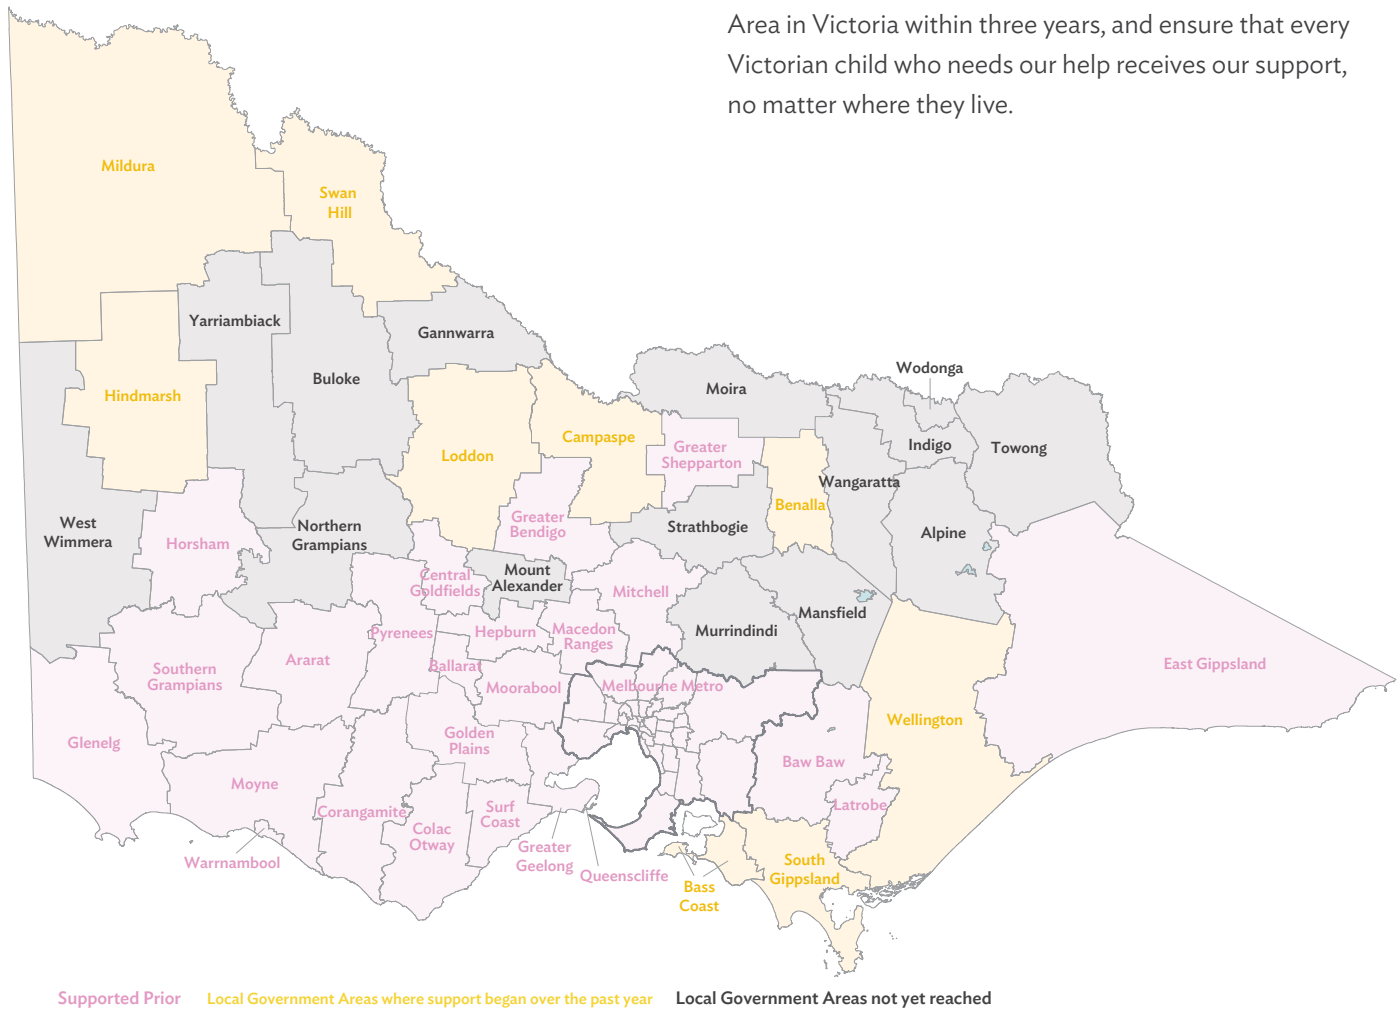 Area in Victoria within three years, and ensure that every
Victorian child who needs our help receives our support,
no matter where they live.
Mildura
Swan
Hill
Yarriambiack
Gannwarra
Buloke
Hindmarsh
Wodonga
Moira
Campaspe
Loddon
Greater
Shepparton
Indigo
Towong
Wangaratta
Benalla
West
Wimmera
Horsham
Northern
Grampians
Greater
Bendigo
Strathbogie
Alpine
Central
Goldfields
Mount
Alexander
Mitchell
Mansfield
Murrindindi
Pyrenees
Hepburn
Macedon
Ranges
Ararat
Southern
Grampians
Ballarat
Moorabool
Melbourne Metro
East Gippsland
Wellington
Glenelg
Golden
Plains
Baw Baw
Moyne
Latrobe
Corangamite
Surf
Coast
Colac
Otway
Warrnambool
Greater
Geelong
Queenscliffe
South
Gippsland
Bass
Coast
Supported Prior
Local Government Areas where support began over the past year
Local Government Areas not yet reached